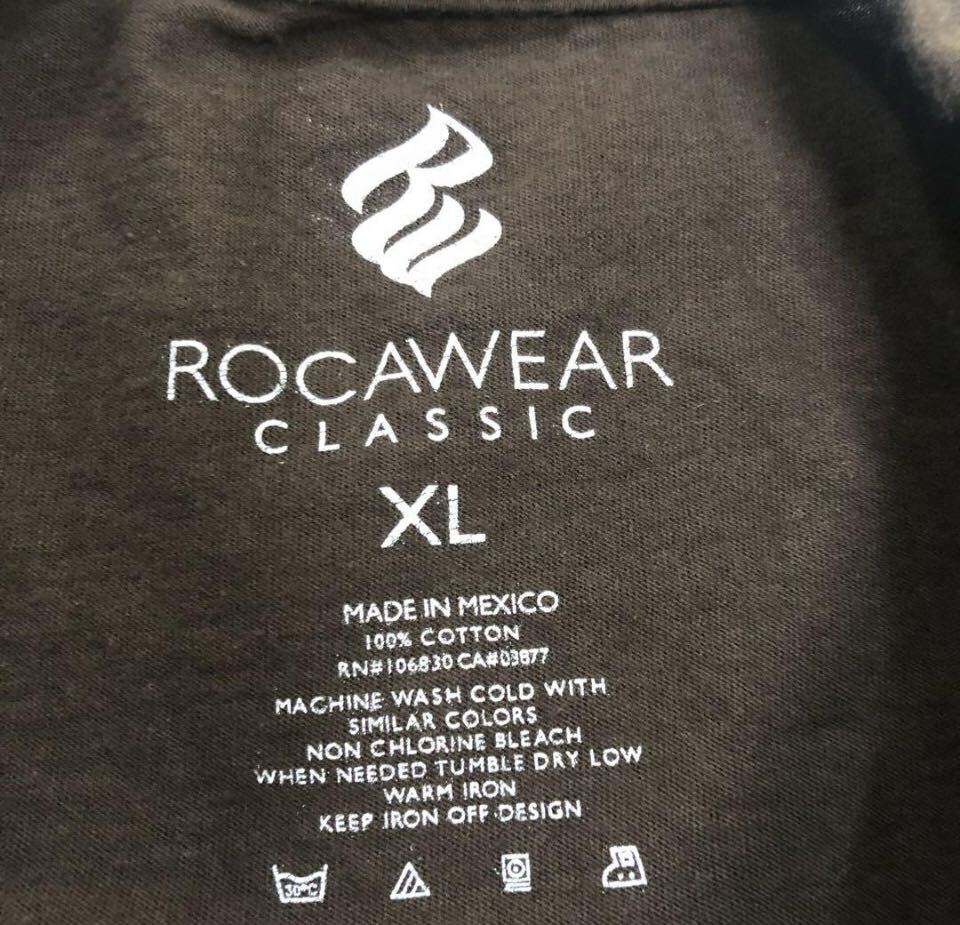 ROCAWEAR
CLASSIC
XL
MADE IN MEXICO
100% COTTON
RN#106830 CA#03877
MACHINE WASH COLD WITH
SIMILAR COLORS
NON CHLORINE BLEACH
WHEN NEEDED TUMBLE DRY LOW
WARM IRON
KEEP IRON OFF DESIGN
30°C